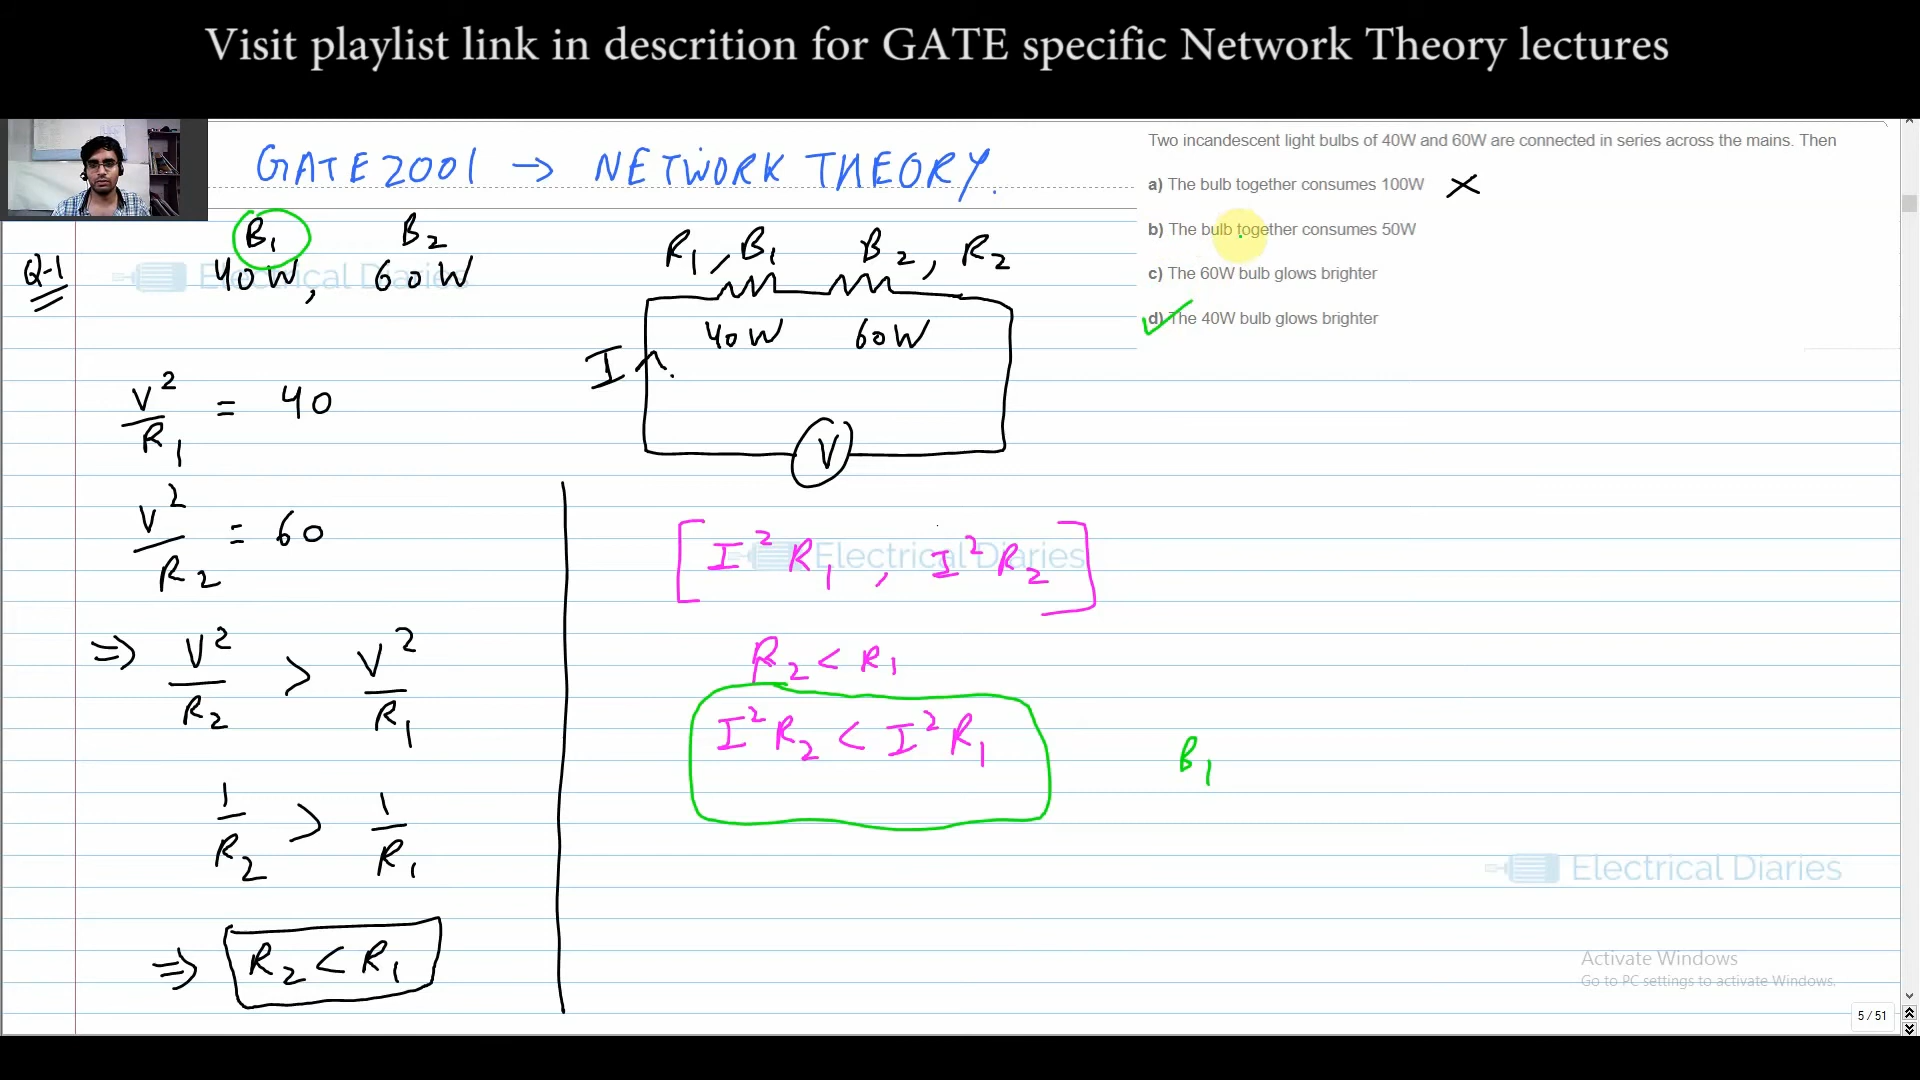 Visit playlist link in descrition for GATE specific Network Theory lectures
GATE 2001 → NETWORK THEORY.
Two incandescent light bulbs of 40W and 60W are connected in series across the mains. Then
a) The bulb together consumes 100W ×
b) The bulb together consumes 50W
c) The 60W bulb glows brighter
d) The 40W bulb glows brighter
Q-1
B₁ B₂
40W, 60W
Electrical Diaries
R₁, B₁ B₂, R₂
40W 60W
I
V
V²/R₁ = 40
V²/R₂ = 60
⇒ V²/R₂ > V²/R₁
1/R₂ > 1/R₁
⇒ R₂ < R₁
[I²R₁, I²R₂]
Electrical Diaries
R₂ < R₁
I²R₂ < I²R₁
B₁
Electrical Diaries
Activate Windows
Go to PC settings to activate Windows.
5 / 51